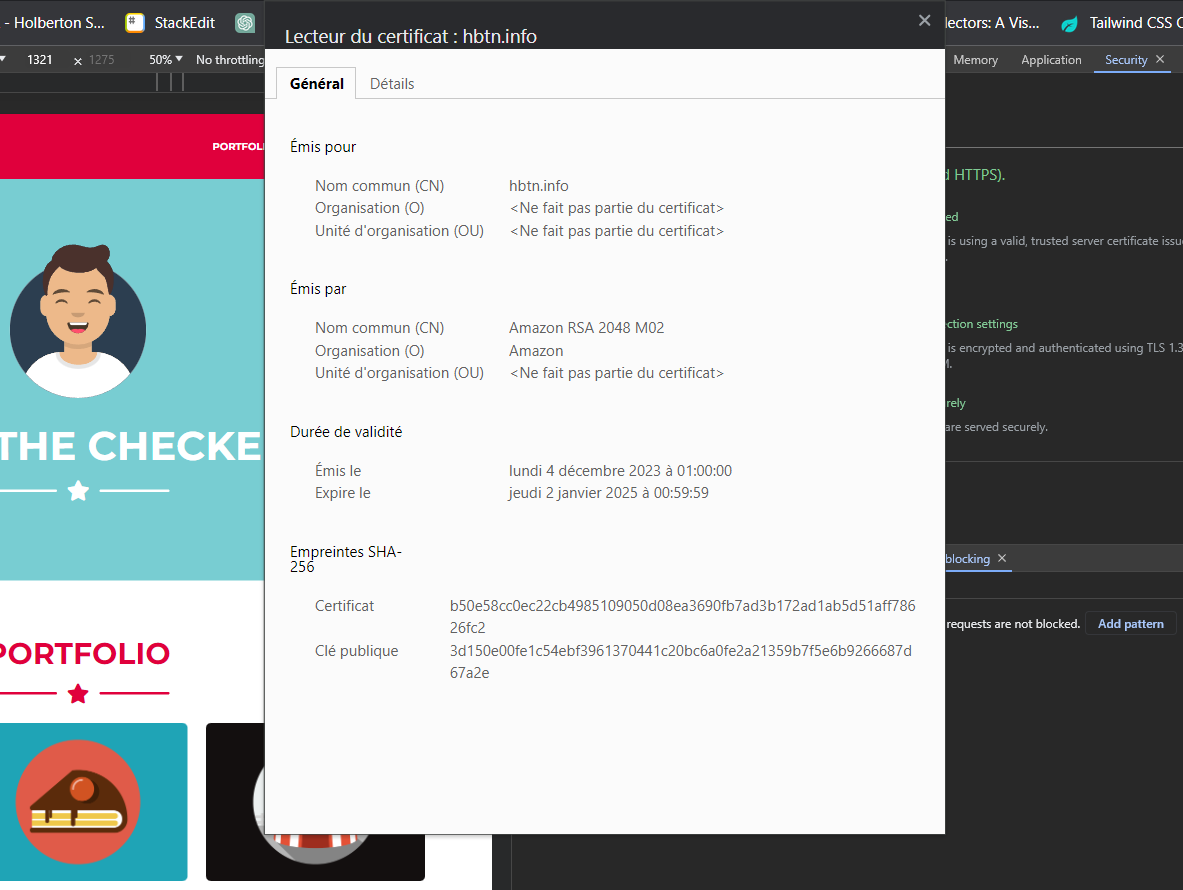 - Holberton S...
StackEdit
lectors: A Vis...
Tailwind CSS
1321 × 1275 50% No throttling
Memory Application Security
PORTFOL
THE CHECKE
PORTFOLIO
Lecteur du certificat : hbtn.info
Général Détails
Émis pour
Nom commun (CN) hbtn.info
Organisation (O) <Ne fait pas partie du certificat>
Unité d'organisation (OU) <Ne fait pas partie du certificat>
Émis par
Nom commun (CN) Amazon RSA 2048 M02
Organisation (O) Amazon
Unité d'organisation (OU) <Ne fait pas partie du certificat>
Durée de validité
Émis le lundi 4 décembre 2023 à 01:00:00
Expire le jeudi 2 janvier 2025 à 00:59:59
Empreintes SHA-
256
Certificat b50e58cc0ec22cb4985109050d08ea3690fb7ad3b172ad1ab5d51aff786
26fc2
Clé publique 3d150e00fe1c54ebf3961370441c20bc6a0fe2a21359b7f5e6b9266687d
67a2e
HTTPS).
ed
is using a valid, trusted server certificate issue
ction settings
is encrypted and authenticated using TLS 1.3
rely
are served securely.
blocking
requests are not blocked. Add pattern